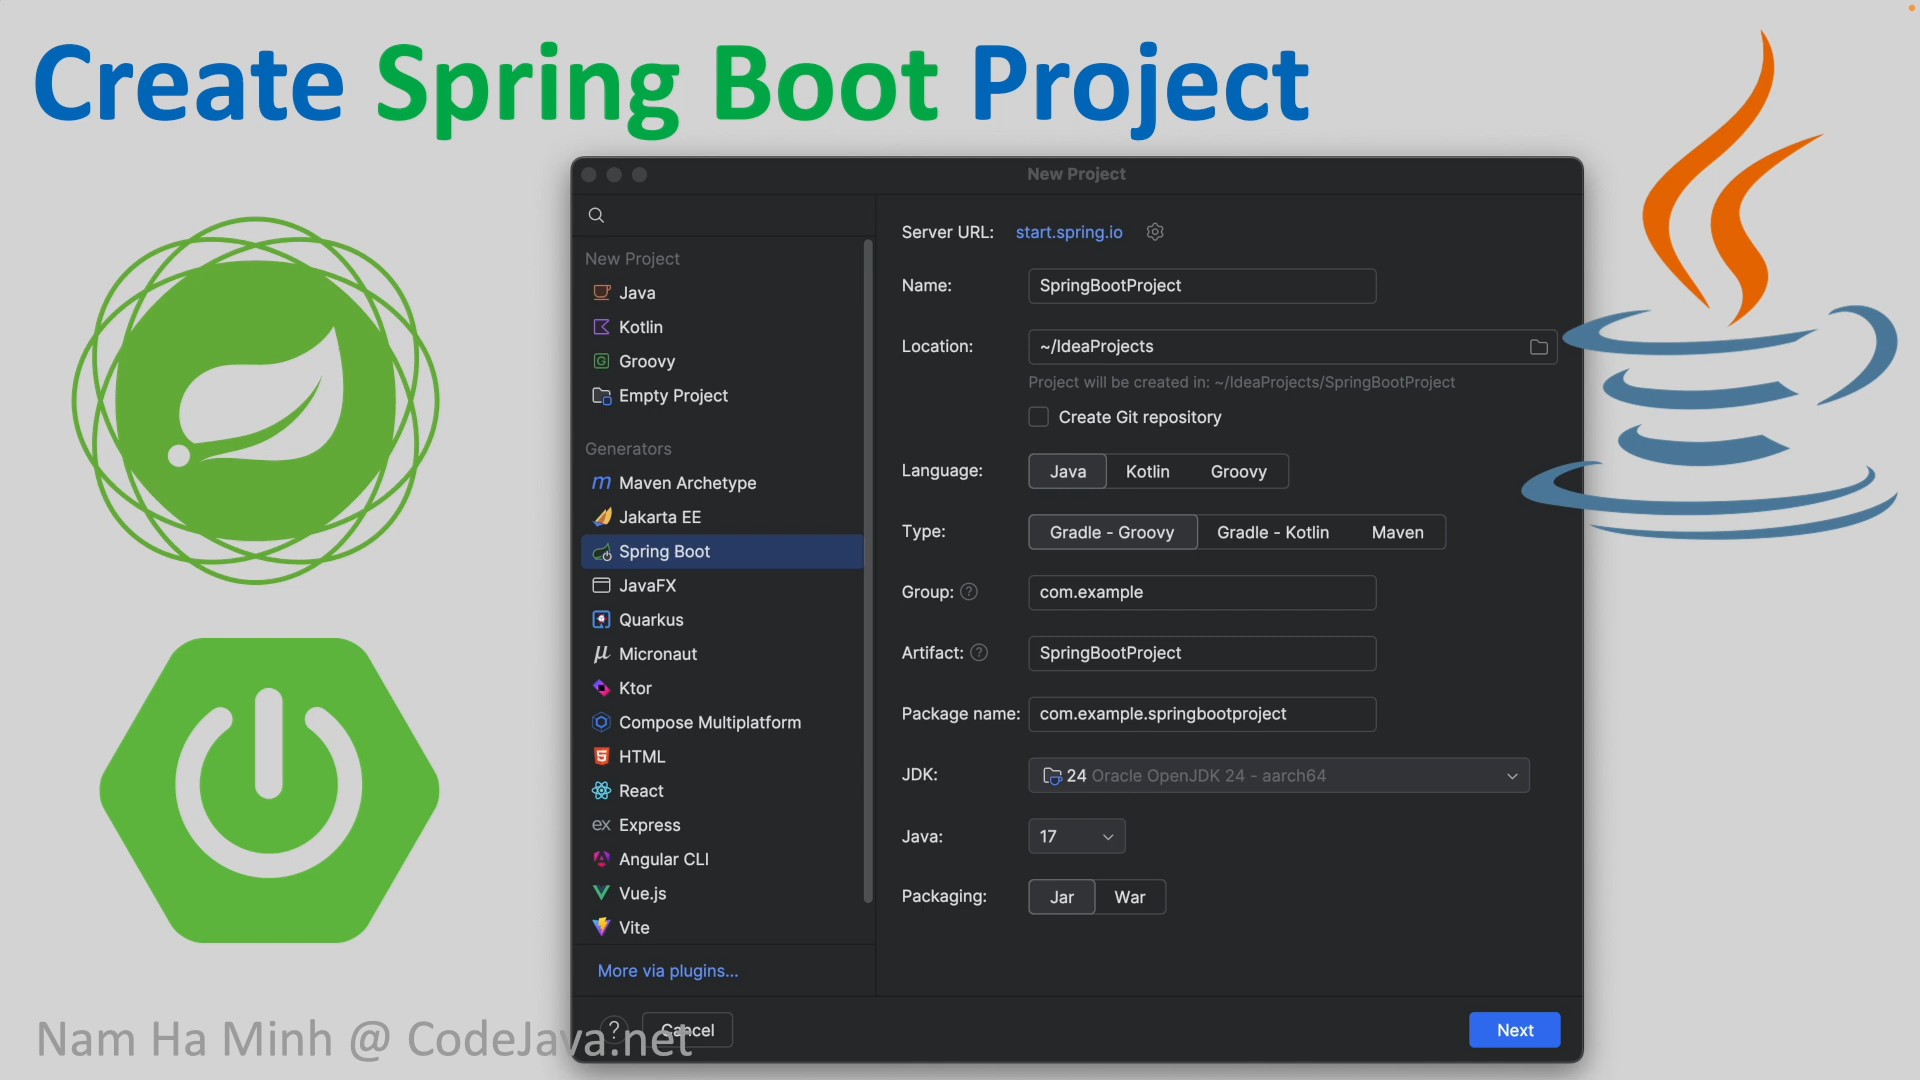 Create Spring Boot Project
New Project
New Project
Java
Kotlin
Groovy
Empty Project
Generators
Maven Archetype
Jakarta EE
Spring Boot
JavaFX
Quarkus
Micronaut
Ktor
Compose Multiplatform
HTML
React
Express
Angular CLI
Vue.js
Vite
More via plugins...
Server URL: start.spring.io
Name: SpringBootProject
Location: ~/IdeaProjects
Project will be created in: ~/IdeaProjects/SpringBootProject
Create Git repository
Language: Java Kotlin Groovy
Type: Gradle - Groovy Gradle - Kotlin Maven
Group: ? com.example
Artifact: ? SpringBootProject
Package name: com.example.springbootproject
JDK: 24 Oracle OpenJDK 24 - aarch64
Java: 17
Packaging: Jar War
? Cancel Next
Nam Ha Minh @ CodeJava.net